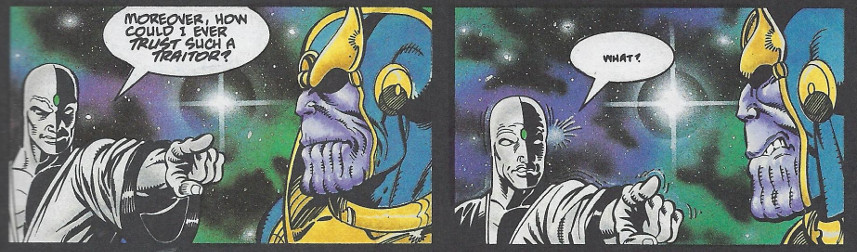 MOREOVER, HOW
COULD I EVER
TRUST SUCH A
TRAITOR?
WHAT?